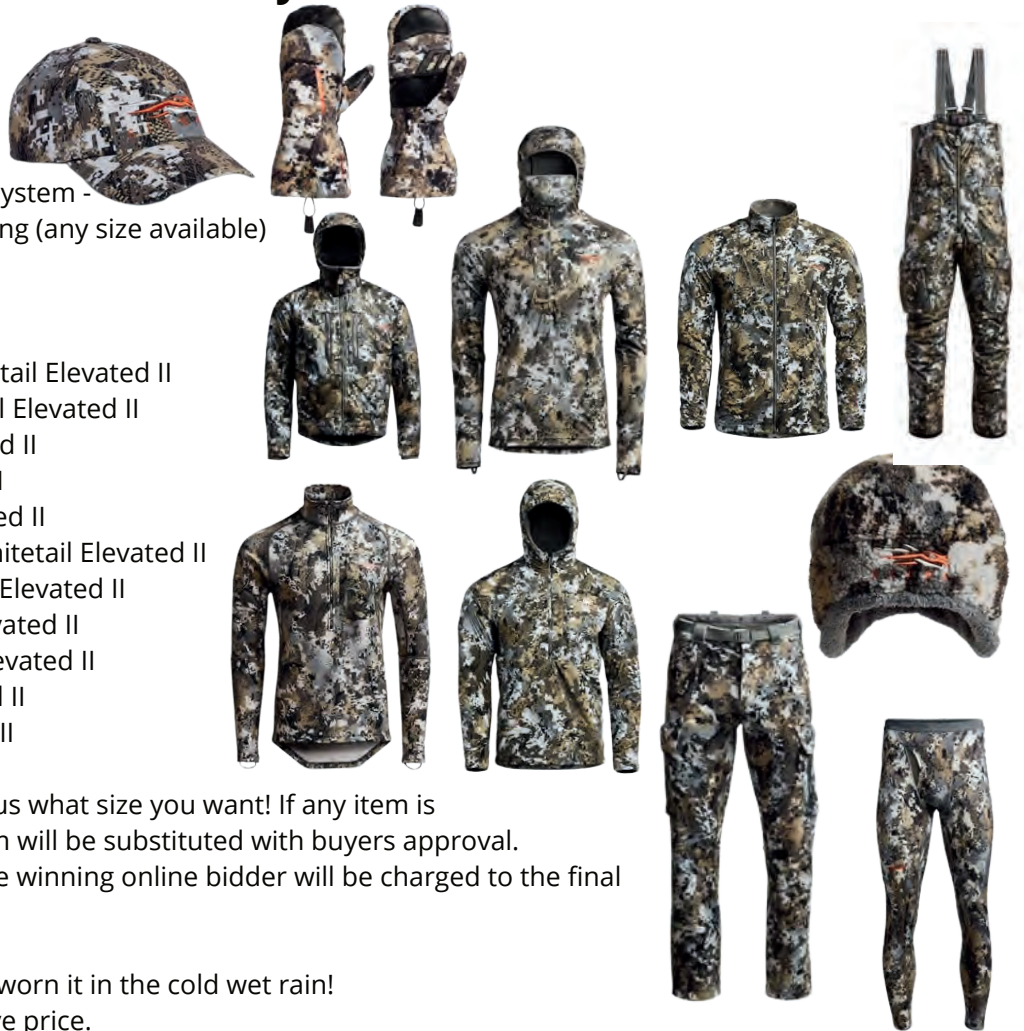 ystem -
ng (any size available)
tail Elevated II
l Elevated II
d II
I
ed II
hitetail Elevated II
Elevated II
vated II
evated II
d II
II
us what size you want! If any item is
n will be substituted with buyers approval.
e winning online bidder will be charged to the final
worn it in the cold wet rain!
ve price.